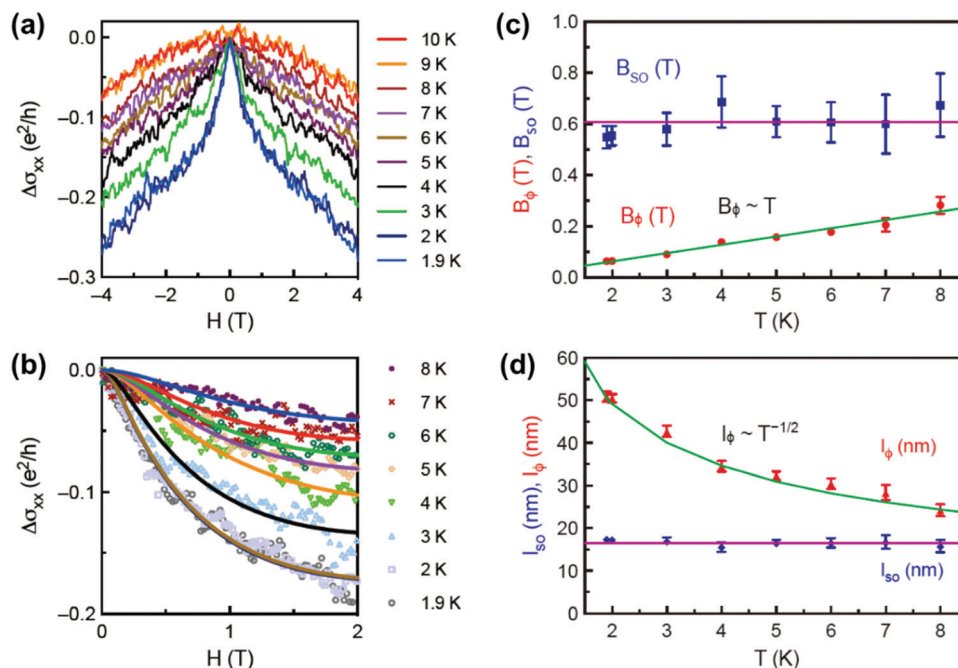 (a)
Δσxx (e²/h)
0.0
−0.1
−0.2
−0.3
−4
−2
0
2
4
H (T)
10 K
9 K
8 K
7 K
6 K
5 K
4 K
3 K
2 K
1.9 K
(b)
Δσxx (e²/h)
0.0
−0.1
−0.2
0
1
2
H (T)
8 K
7 K
6 K
5 K
4 K
3 K
2 K
1.9 K
(c)
Bϕ (T), BSO (T)
1.0
0.8
0.6
0.4
0.2
0.0
BSO (T)
Bϕ (T)
Bϕ ~ T
2
3
4
5
6
7
8
T (K)
(d)
lSO (nm), lϕ (nm)
60
50
40
30
20
10
0
lϕ ~ T−1/2
lϕ (nm)
lSO (nm)
2
3
4
5
6
7
8
T (K)